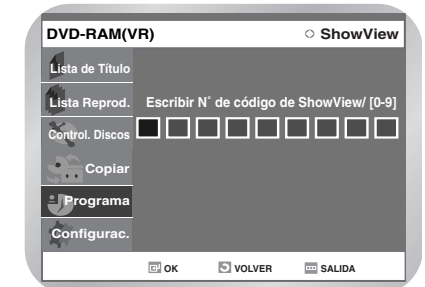 DVD-RAM(VR) ShowView
Lista de Título
Lista Reprod.
Escribir N˚ de código de ShowView/ [0-9]
Control. Discos
Copiar
Programa
Configurac.
OK VOLVER SALIDA